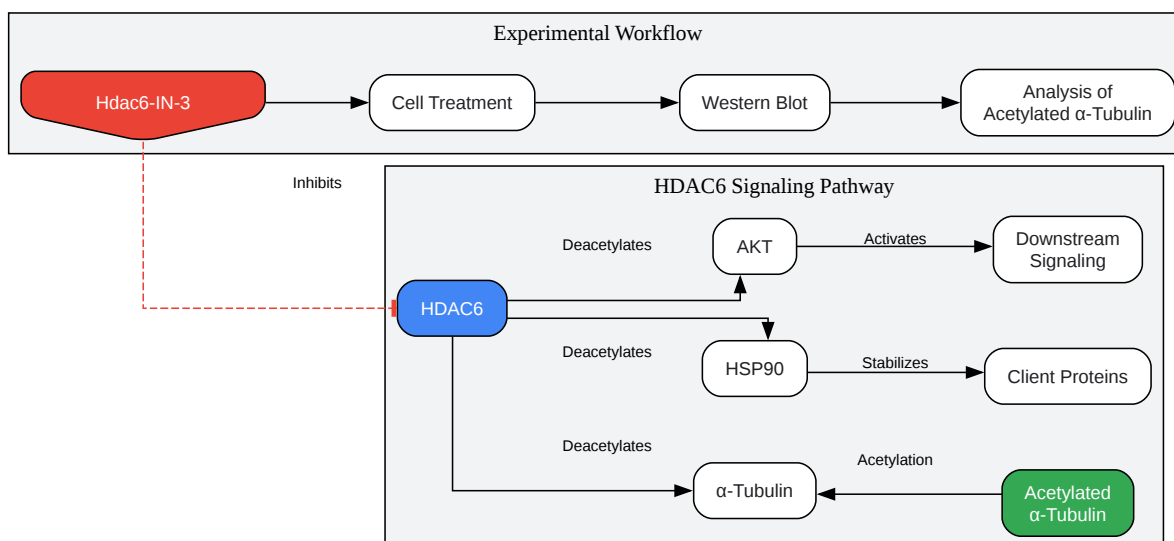 Experimental Workflow
Hdac6-IN-3
Cell Treatment
Western Blot
Analysis of
Acetylated α-Tubulin
Inhibits
HDAC6 Signaling Pathway
Deacetylates
AKT
Activates
Downstream
Signaling
HDAC6
Deacetylates
HSP90
Stabilizes
Client Proteins
Deacetylates
α-Tubulin
Acetylation
Acetylated
α-Tubulin